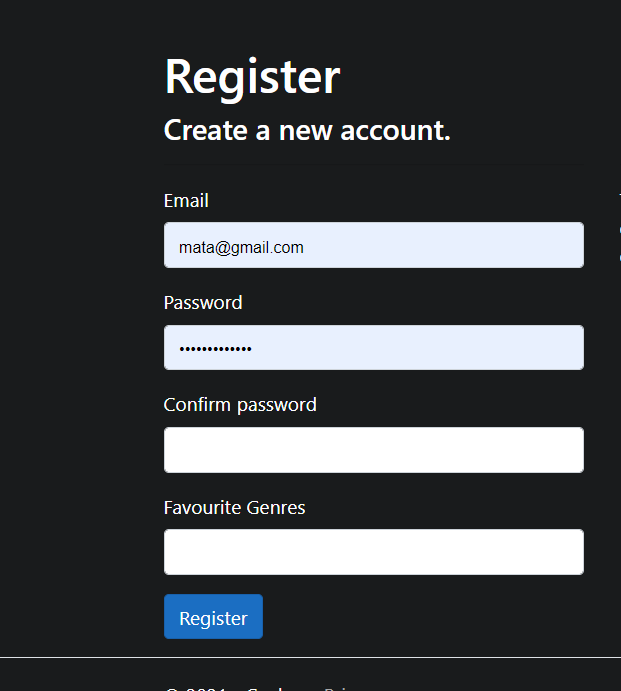 Register
Create a new account.
Email
mata@gmail.com
Password
•••••••••••••
Confirm password
Favourite Genres
Register